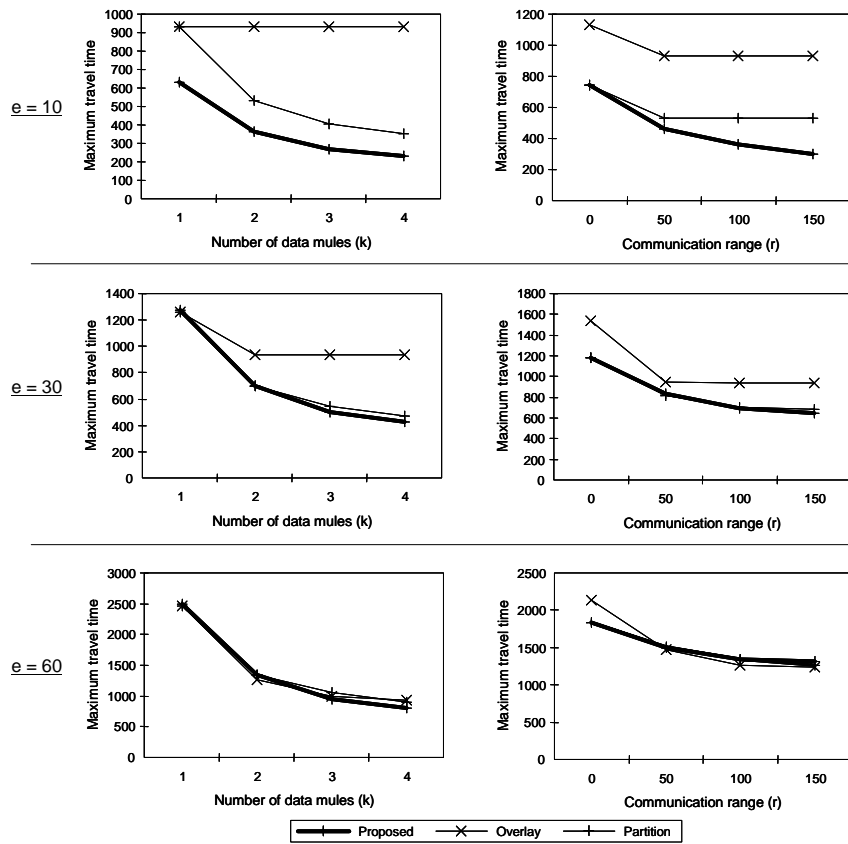 e = 10
Maximum travel time
1000
900
800
700
600
500
400
300
200
100
0
1 2 3 4
Number of data mules (k)
Maximum travel time
1200
1000
800
600
400
200
0
0 50 100 150
Communication range (r)
e = 30
Maximum travel time
1400
1200
1000
800
600
400
200
0
1 2 3 4
Number of data mules (k)
Maximum travel time
1800
1600
1400
1200
1000
800
600
400
200
0
0 50 100 150
Communication range (r)
e = 60
Maximum travel time
3000
2500
2000
1500
1000
500
0
1 2 3 4
Number of data mules (k)
Maximum travel time
2500
2000
1500
1000
500
0
0 50 100 150
Communication range (r)
Proposed Overlay Partition